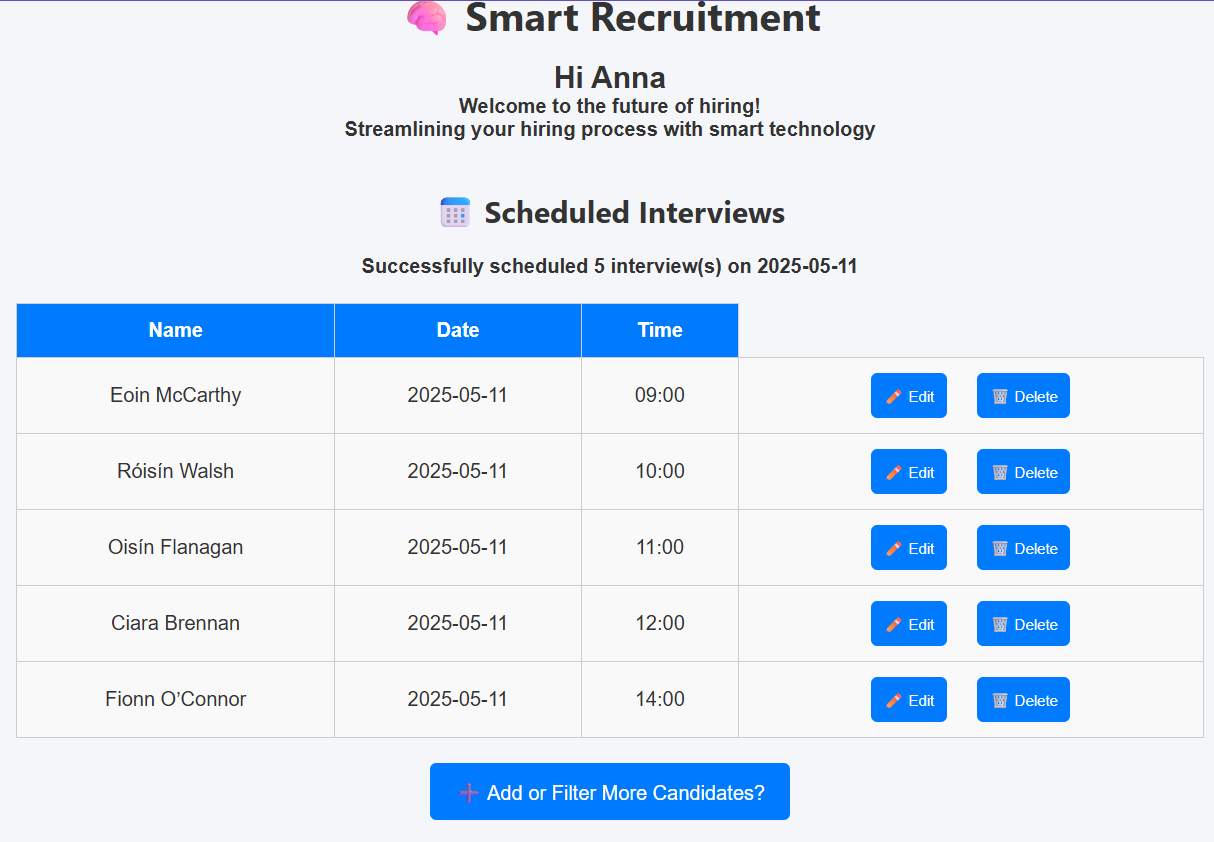 Smart Recruitment
Hi Anna
Welcome to the future of hiring!
Streamlining your hiring process with smart technology
Scheduled Interviews
Successfully scheduled 5 interview(s) on 2025-05-11
Name Date Time
Eoin McCarthy 2025-05-11 09:00 Edit Delete
Róisín Walsh 2025-05-11 10:00 Edit Delete
Oisín Flanagan 2025-05-11 11:00 Edit Delete
Ciara Brennan 2025-05-11 12:00 Edit Delete
Fionn O’Connor 2025-05-11 14:00 Edit Delete
Add or Filter More Candidates?